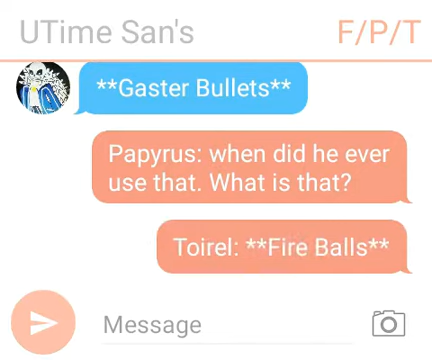 UTime San's
F/P/T
**Gaster Bullets**
Papyrus: when did he ever
use that. What is that?
Toirel: **Fire Balls**
Message